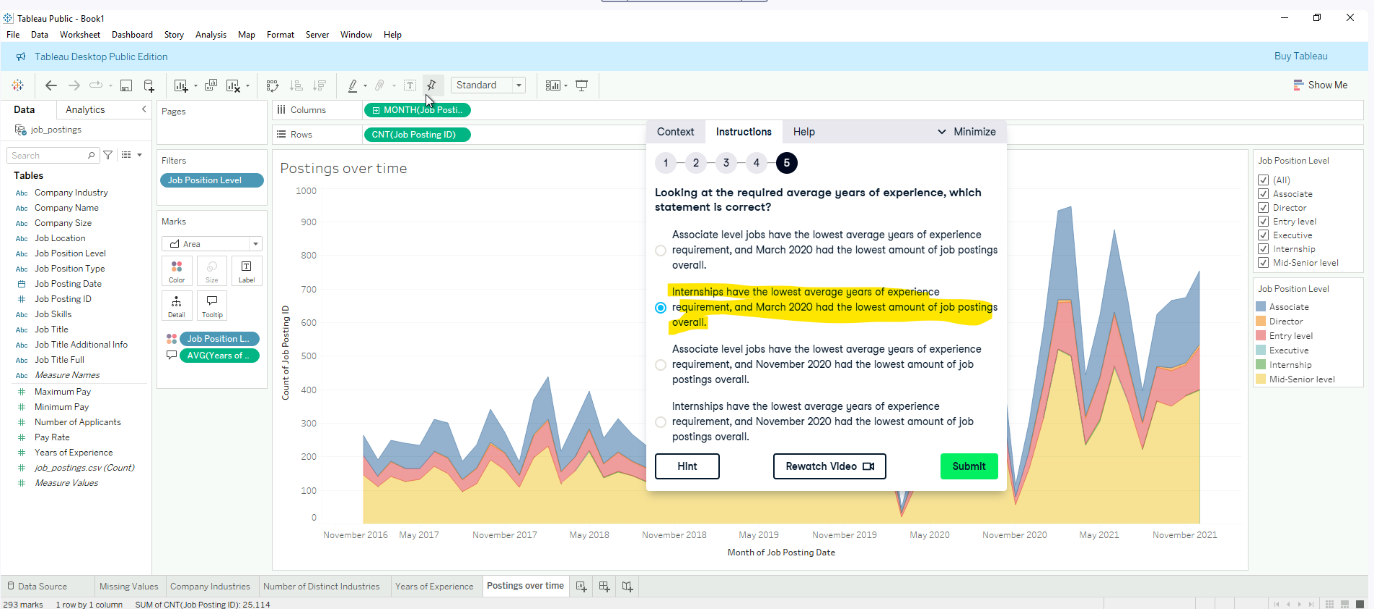 Tableau Public - Book1
File Data Worksheet Dashboard Story Analysis Map Format Server Window Help
Tableau Desktop Public Edition
Buy Tableau
Standard
Show Me
Data Analytics
job_postings
Search
Tables
Abc Company Industry
Abc Company Name
Abc Company Size
Abc Job Location
Abc Job Position Level
Abc Job Position Type
Job Posting Date
# Job Posting ID
Abc Job Skills
Abc Job Title
Abc Job Title Additional Info
Abc Job Title Full
Abc Measure Names
# Maximum Pay
# Minimum Pay
# Number of Applicants
# Pay Rate
# Years of Experience
# job_postings.csv (Count)
# Measure Values
Pages
Filters
Job Position Level
Marks
Area
Color Size Label
Detail Tooltip
Job Position L..
AVG(Years of ..
Columns
MONTH(Job Posti..
Rows
CNT(Job Posting ID)
Postings over time
Count of Job Posting ID
1000
900
800
700
600
500
400
300
200
100
0
November 2016 May 2017 November 2017 May 2018 November 2018 May 2019 November 2019 May 2020 November 2020 May 2021 November 2021
Month of Job Posting Date
Context Instructions Help Minimize
1 2 3 4 5
Looking at the required average years of experience, which
statement is correct?
Associate level jobs have the lowest average years of experience
requirement, and March 2020 had the lowest amount of job postings
overall.
Internships have the lowest average years of experience
requirement, and March 2020 had the lowest amount of job postings
overall.
Associate level jobs have the lowest average years of experience
requirement, and November 2020 had the lowest amount of job
postings overall.
Internships have the lowest average years of experience
requirement, and November 2020 had the lowest amount of job
postings overall.
Hint Rewatch Video Submit
Job Position Level
(All)
Associate
Director
Entry level
Executive
Internship
Mid-Senior level
Job Position Level
Associate
Director
Entry level
Executive
Internship
Mid-Senior level
Data Source Missing Values Company Industries Number of Distinct Industries Years of Experience Postings over time
293 marks 1 row by 1 column SUM of CNT(Job Posting ID): 25.114